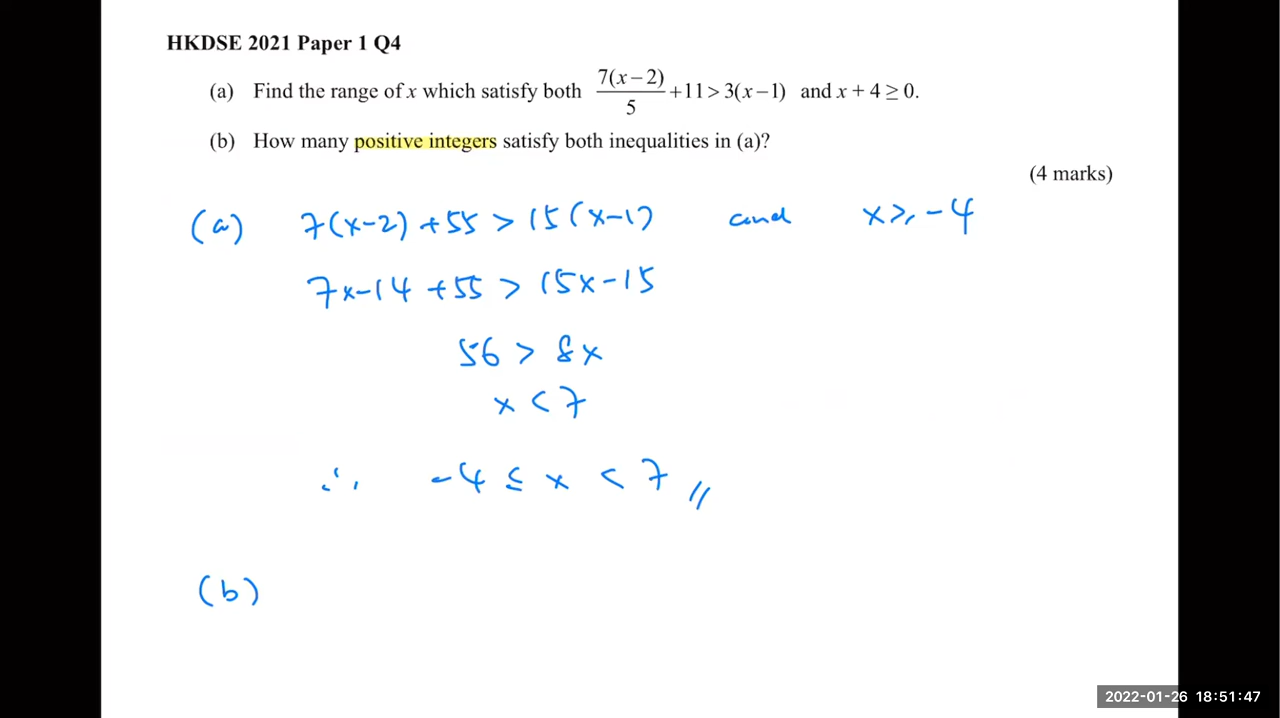 HKDSE 2021 Paper 1 Q4
(a) Find the range of x which satisfy both 7(x−2)/5 +11 > 3(x−1) and x + 4 ≥ 0.
(b) How many positive integers satisfy both inequalities in (a)?
(4 marks)
(a) 7(x-2) +55 > 15(x-1) and x ≥ -4
7x-14 +55 > 15x-15
56 > 8x
x < 7
∴ -4 ≤ x < 7 //
(b)
2022-01-26 18:51:47